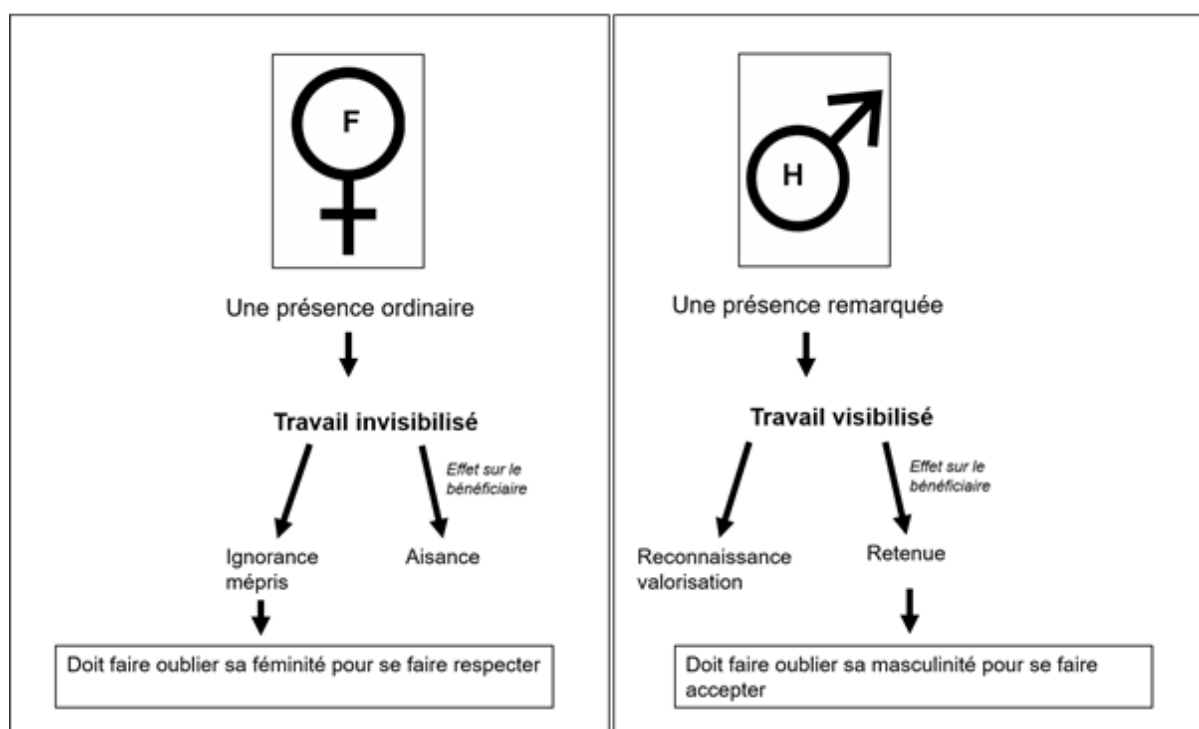 F
Une présence ordinaire
Travail invisibilisé
Effet sur le
bénéficiaire
Ignorance
mépris
Aisance
Doit faire oublier sa féminité pour se faire respecter
H
Une présence remarquée
Travail visibilisé
Effet sur le
bénéficiaire
Reconnaissance
valorisation
Retenue
Doit faire oublier sa masculinité pour se faire
accepter